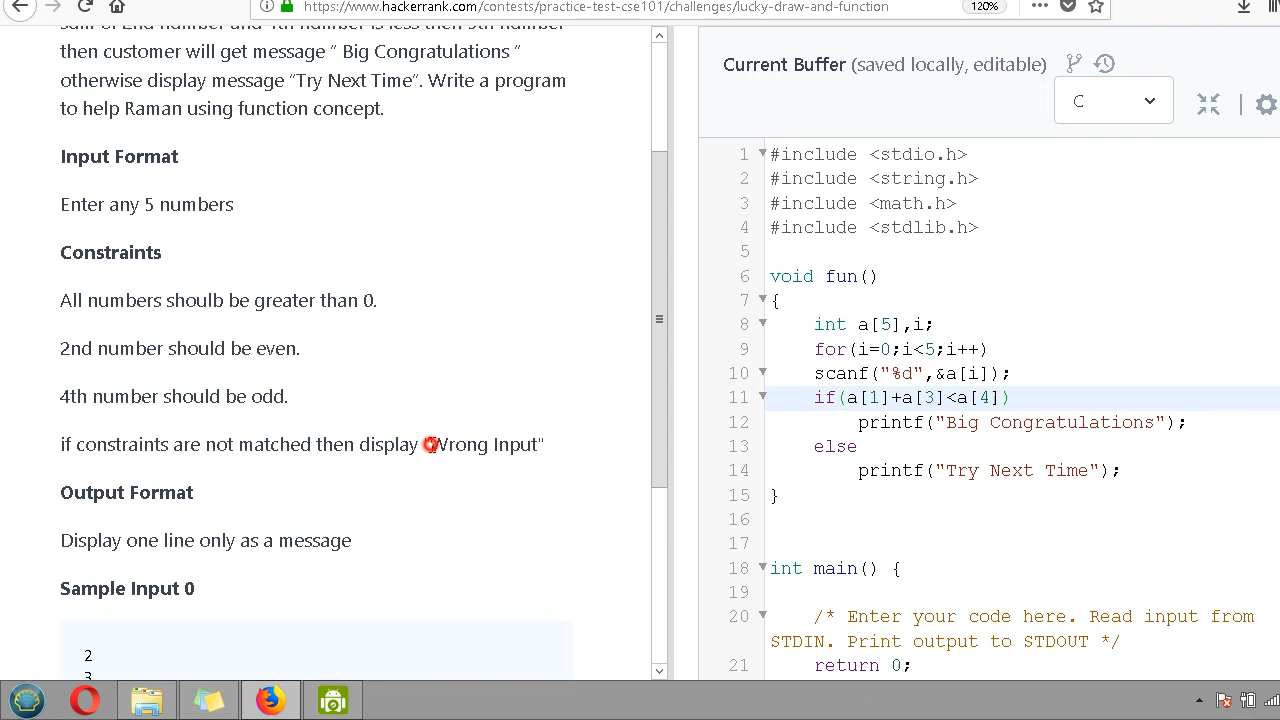 https://www.hackerrank.com/contests/practice-test-cse101/challenges/lucky-draw-and-function
120%
then customer will get message " Big Congratulations "
otherwise display message "Try Next Time". Write a program
to help Raman using function concept.
Input Format
Enter any 5 numbers
Constraints
All numbers shoulb be greater than 0.
2nd number should be even.
4th number should be odd.
if constraints are not matched then display "Wrong Input"
Output Format
Display one line only as a message
Sample Input 0
2
3
Current Buffer (saved locally, editable)
C
1 #include <stdio.h>
2 #include <string.h>
3 #include <math.h>
4 #include <stdlib.h>
5
6 void fun()
7 {
8 int a[5],i;
9 for(i=0;i<5;i++)
10 scanf("%d",&a[i]);
11 if(a[1]+a[3]<a[4])
12 printf("Big Congratulations");
13 else
14 printf("Try Next Time");
15 }
16
17
18 int main() {
19
20 /* Enter your code here. Read input from
STDIN. Print output to STDOUT */
21 return 0;